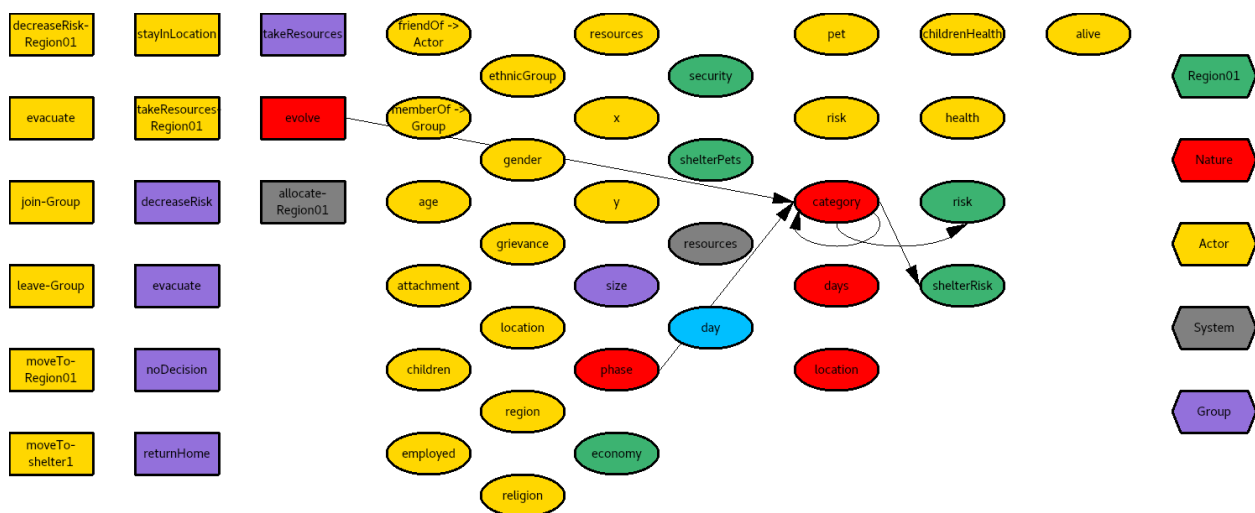 decreaseRisk-
Region01
stayInLocation
takeResources
friendOf ->
Actor
resources
pet
childrenHealth
alive
ethnicGroup
security
Region01
evacuate
takeResources-
Region01
evolve
memberOf ->
Group
x
risk
health
gender
shelterPets
Nature
join-Group
decreaseRisk
allocate-
Region01
age
y
category
risk
grievance
resources
Actor
leave-Group
evacuate
attachment
size
days
shelterRisk
location
day
System
moveTo-
Region01
noDecision
children
phase
location
region
Group
moveTo-
shelter1
returnHome
employed
economy
religion